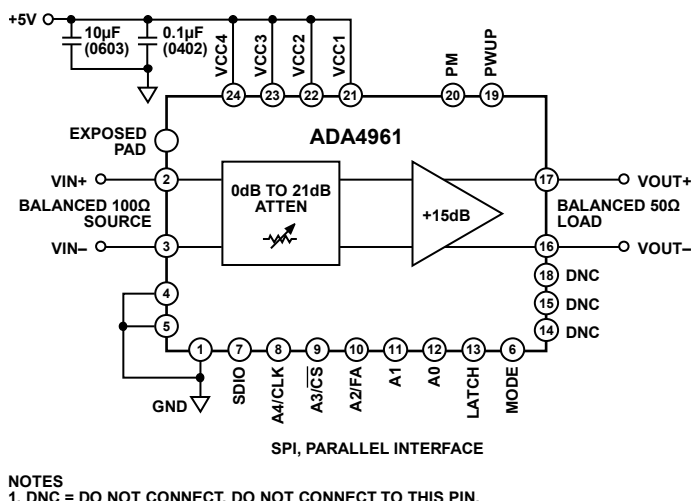 +5V
10µF
(0603)
0.1µF
(0402)
VCC4
VCC3
VCC2
VCC1
PM
PWUP
24
23
22
21
20
19
EXPOSED
PAD
ADA4961
VIN+
2
0dB TO 21dB
ATTEN
+15dB
17
VOUT+
BALANCED 100Ω
SOURCE
BALANCED 50Ω
LOAD
VIN–
3
16
VOUT–
4
18
DNC
5
15
DNC
14
DNC
1
7
8
9
10
11
12
13
6
GND
SDIO
A4/CLK
A3/C̅S̅
A2/FA
A1
A0
LATCH
MODE
SPI, PARALLEL INTERFACE
NOTES
1. DNC = DO NOT CONNECT. DO NOT CONNECT TO THIS PIN.